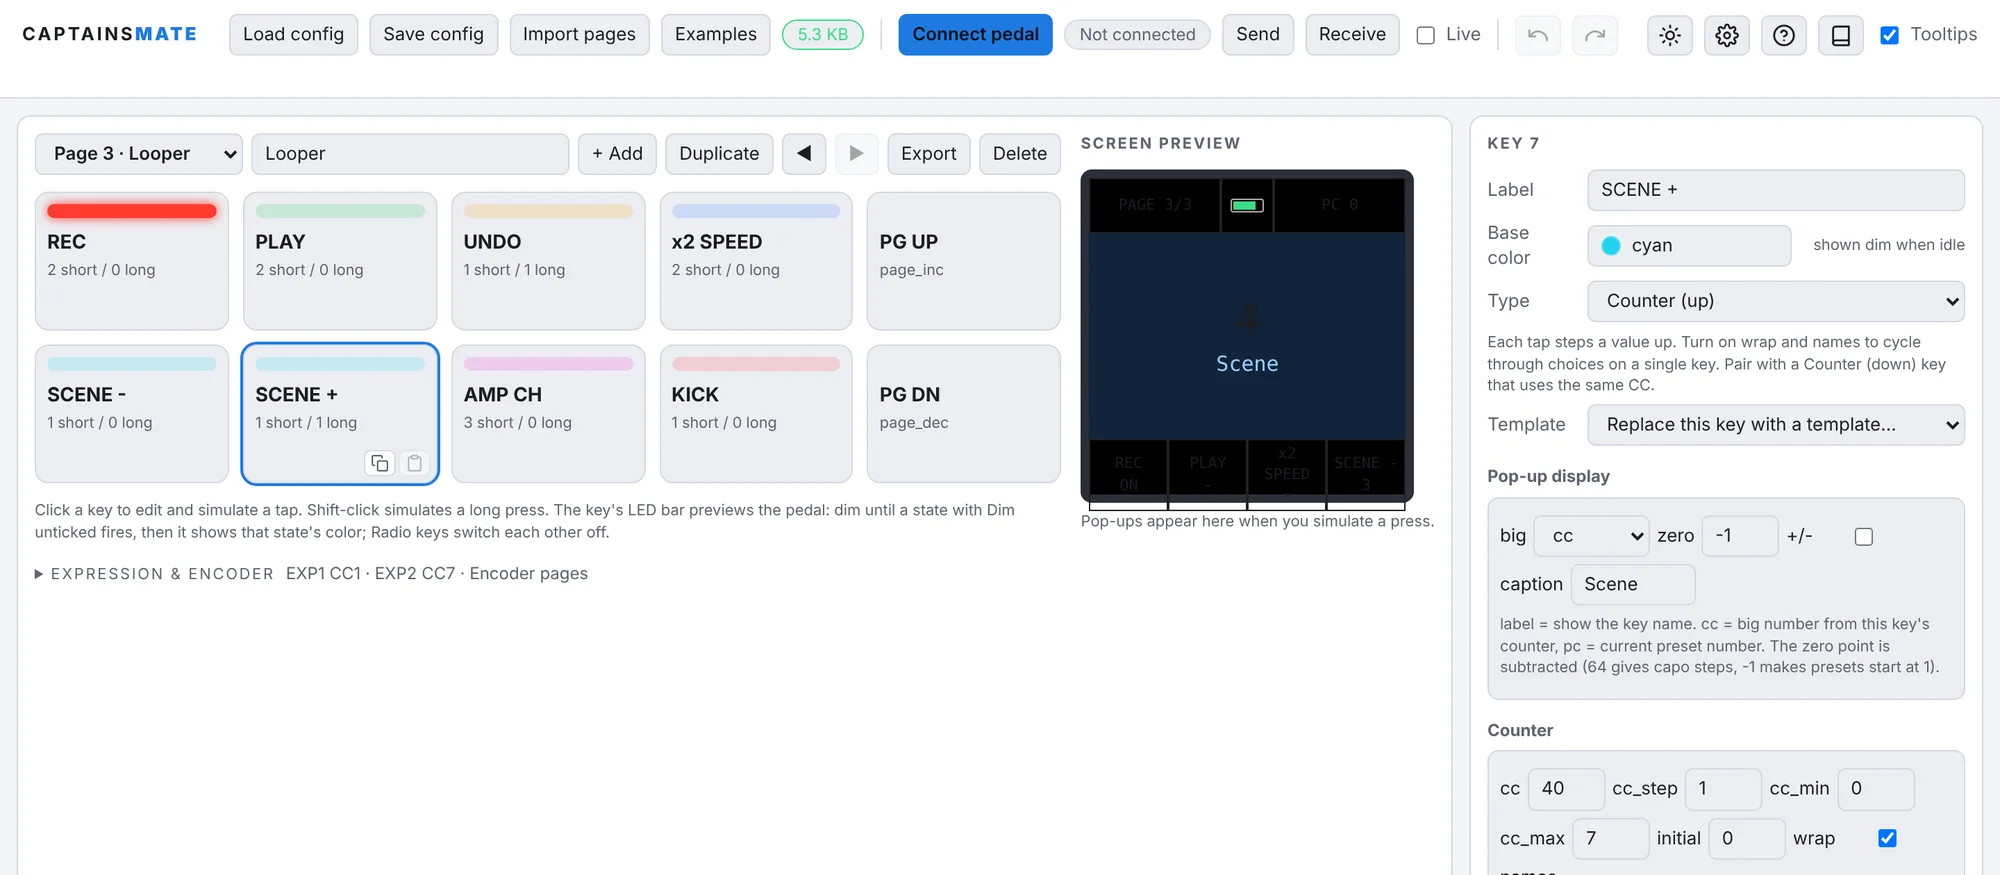 CAPTAINSMATE
Load config
Save config
Import pages
Examples
5.3 KB
Connect pedal
Not connected
Send
Receive
Live
Tooltips
Page 3 · Looper
Looper
+ Add
Duplicate
Export
Delete
REC
2 short / 0 long
PLAY
2 short / 0 long
UNDO
1 short / 1 long
x2 SPEED
2 short / 0 long
PG UP
page_inc
SCENE -
1 short / 0 long
SCENE +
1 short / 1 long
AMP CH
3 short / 0 long
KICK
1 short / 0 long
PG DN
page_dec
Click a key to edit and simulate a tap. Shift-click simulates a long press. The key's LED bar previews the pedal: dim until a state with Dim
unticked fires, then it shows that state's color; Radio keys switch each other off.
EXPRESSION & ENCODER EXP1 CC1 · EXP2 CC7 · Encoder pages
SCREEN PREVIEW
PAGE 3/3
PC 0
4
Scene
REC
ON
PLAY
-
x2
SPEED
SCENE -
3
Pop-ups appear here when you simulate a press.
KEY 7
Label
SCENE +
Base
color
cyan
shown dim when idle
Type
Counter (up)
Each tap steps a value up. Turn on wrap and names to cycle
through choices on a single key. Pair with a Counter (down) key
that uses the same CC.
Template
Replace this key with a template...
Pop-up display
big cc zero -1 +/-
caption Scene
label = show the key name. cc = big number from this key's
counter, pc = current preset number. The zero point is
subtracted (64 gives capo steps, -1 makes presets start at 1).
Counter
cc 40 cc_step 1 cc_min 0
cc_max 7 initial 0 wrap
names